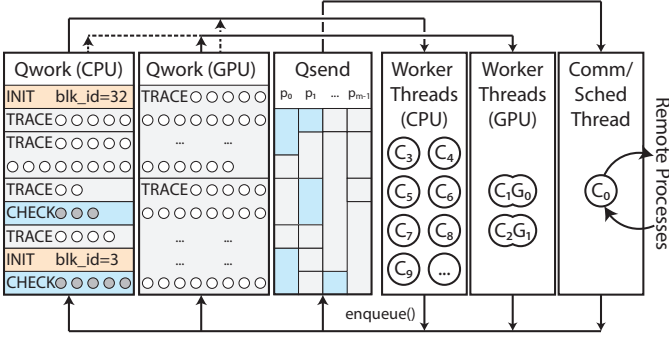 Qwork (CPU)
INIT blk_id=32
TRACE
TRACE
TRACE
CHECK
TRACE
INIT blk_id=3
CHECK
Qwork (GPU)
TRACE
... ...
TRACE
... ...
... ...
Qsend
p0 p1 ... pm-1
Worker
Threads
(CPU)
C3 C4
C5 C6
C7 C8
C9 ...
Worker
Threads
(GPU)
C1G0
C2G1
Comm/
Sched
Thread
C0
Remote Processes
enqueue()